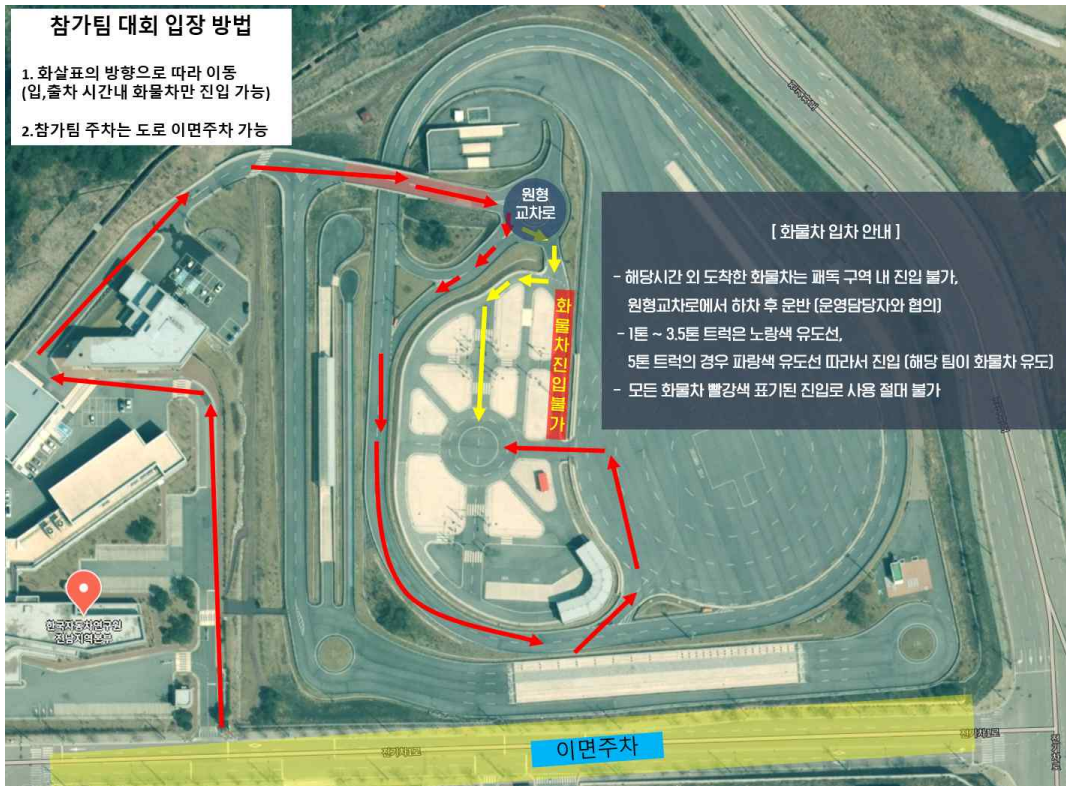 참가팀 대회 입장 방법
1. 화살표의 방향으로 따라 이동
(입,출차 시간내 화물차만 진입 가능)
2.참가팀 주차는 도로 이면주차 가능
원형
교차로
[ 화물차 입차 안내 ]
- 해당시간 외 도착한 화물차는 패독 구역 내 진입 불가,
원형교차로에서 하차 후 운반 (운영담당자와 협의)
- 1톤 ~ 3.5톤 트럭은 노랑색 유도선,
5톤 트럭의 경우 파랑색 유도선 따라서 진입 (해당 팀이 화물차 유도)
- 모든 화물차 빨강색 표기된 진입로 사용 절대 불가
화물차진입불가
한국자동차연구원
전남지역본부
이면주차
전기차1로